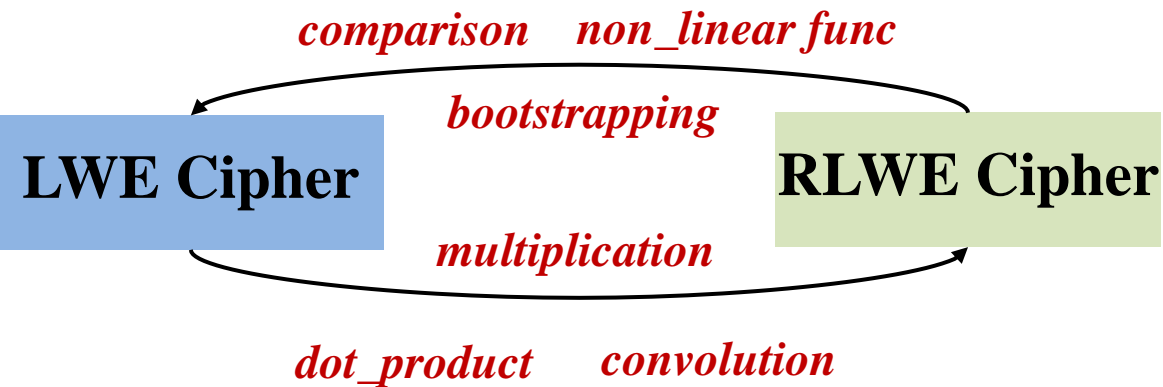 comparison non_linear func
bootstrapping
LWE Cipher
RLWE Cipher
multiplication
dot_product convolution